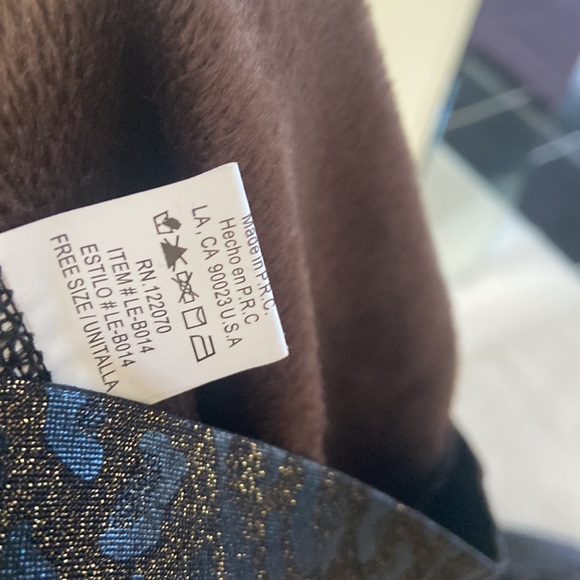 Made in P.R.C
Hecho en P.R.C
LA, CA 90023 U.S.A
RN.122070
ITEM # LE-B014
ESTILO # LE-B014
FREE SIZE / UNITALLA